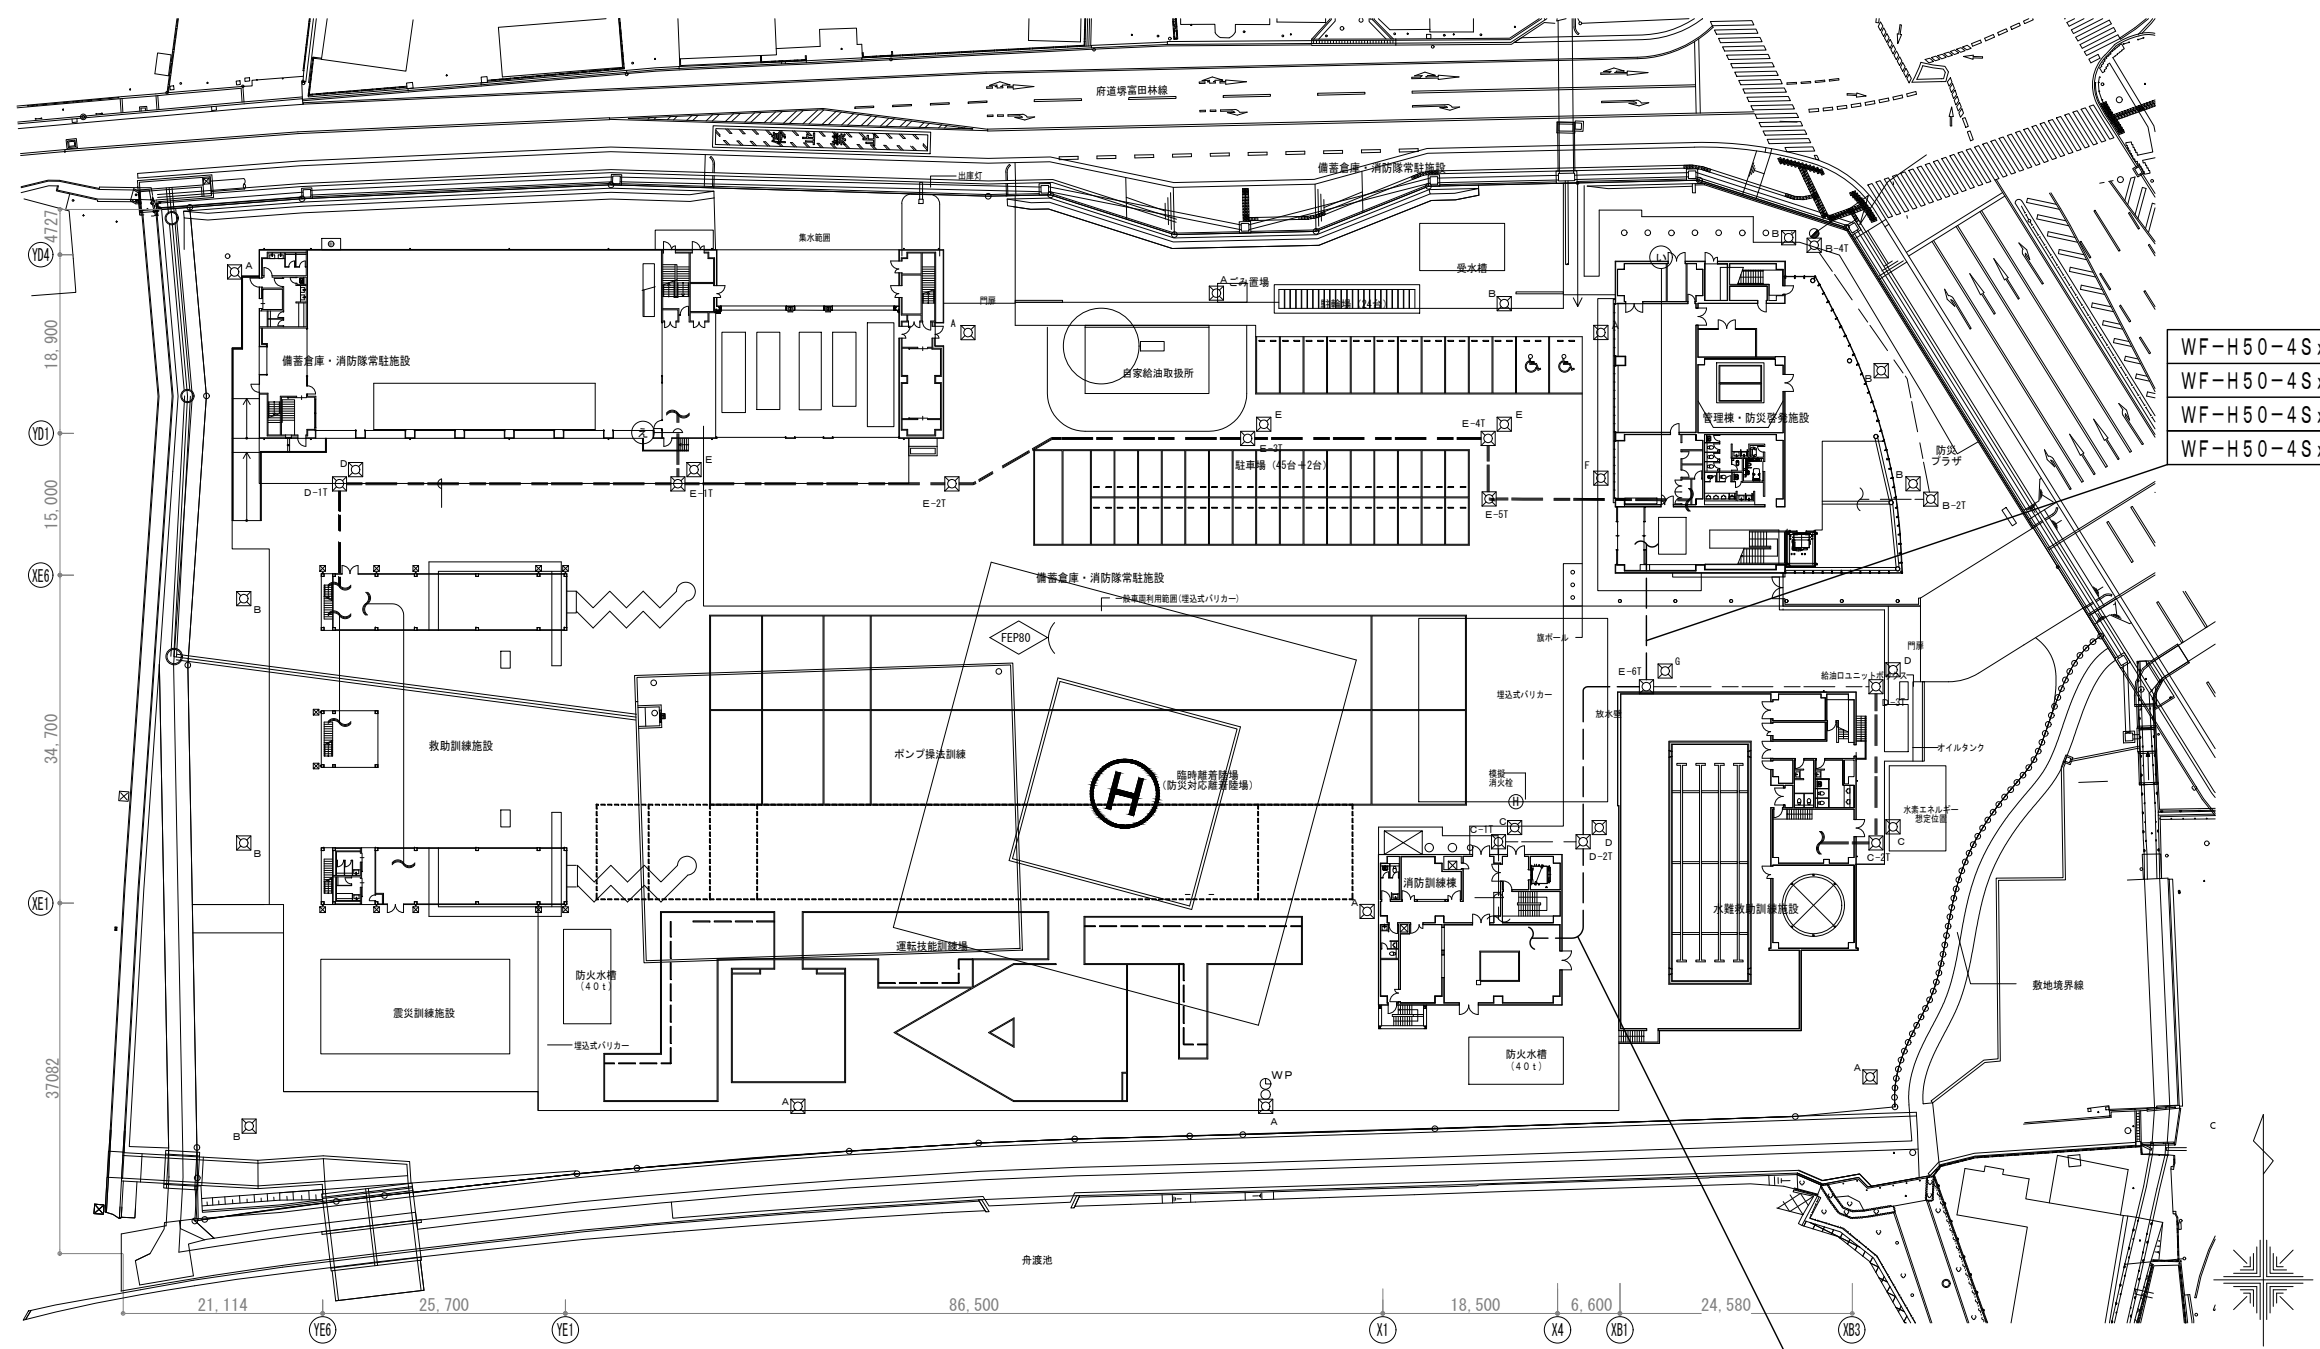 府道堺富田林線
備蓄倉庫・消防隊常駐施設
出庫灯
4727
集水範囲
YD4
A
B
B-4T
い
受水槽
A
ごみ置場
門扉
駐輪場(24台)
B
18,900
A
A
WF-H50-4S
WF-H50-4S
WF-H50-4S
WF-H50-4S
備蓄倉庫・消防隊常駐施設
自家給油取扱所
B
管理棟・防災啓発施設
YD1
え
E
E-4T
E
E-3T
駐車場(45台+2台)
防災
プラザ
D
E
F
D-1T
E-1T
E-2T
E-5T
B
B-2T
15,000
XE6
備蓄倉庫・消防隊常駐施設
一般車両利用範囲(埋込式バリカー)
B
FEP80
旗ポール
門扉
E-6T
G
D
給油口ユニットボックス
埋込式バリカー
D-3T
放水壁
34,700
救助訓練施設
ポンプ操法訓練
オイルタンク
臨時離着陸場
(防災対応離着陸場)
H
模擬
消火栓
H
水素エネルギー
想定位置
C
C-1T
D
D-2T
C
C-2T
B
消防訓練棟
XE1
A
水難救助訓練施設
運転技能訓練場
防火水槽
(40t)
敷地境界線
震災訓練施設
埋込式バリカー
防火水槽
(40t)
37082
WP
A
A
A
B
舟渡池
21,114
25,700
86,500
18,500
6,600
24,580
YE6
YE1
X1
X4
XB1
XB3